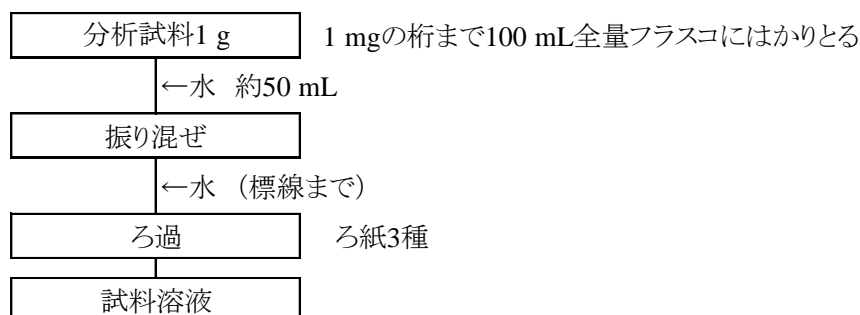 分析試料1 g　1 mgの桁まで100 mL全量フラスコにはかりとる
←水　約50 mL
振り混ぜ
←水　（標線まで）
ろ過　ろ紙3種
試料溶液